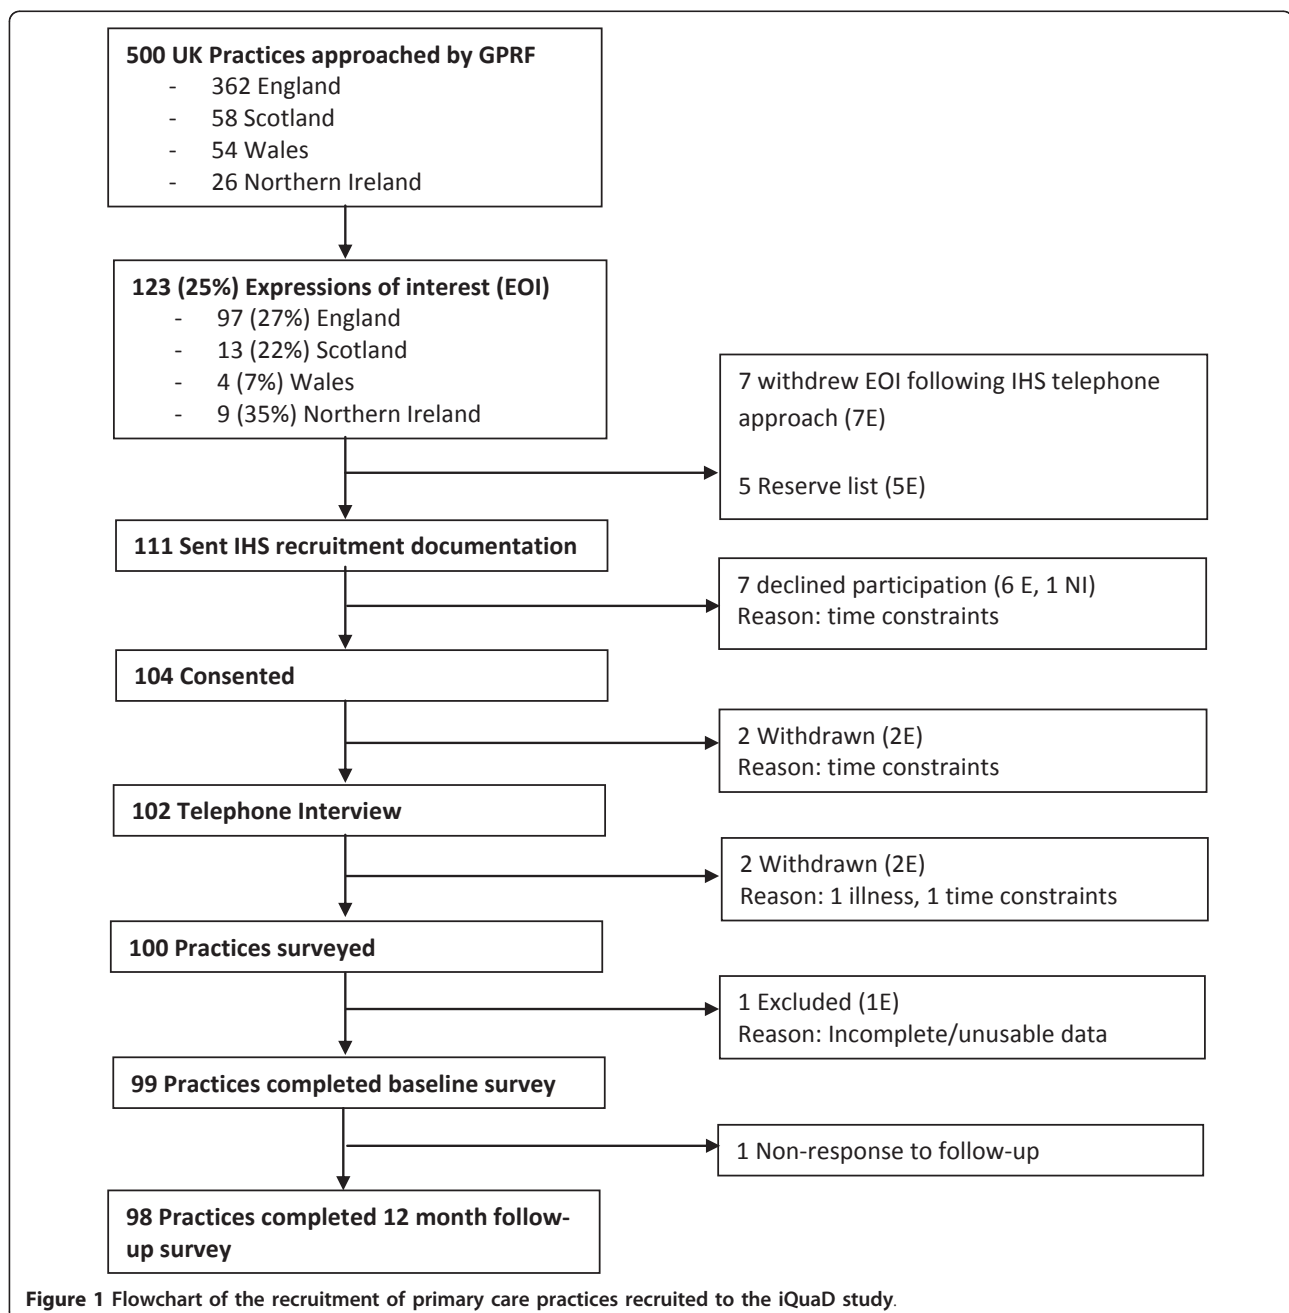 500 UK Practices approached by GPRF
- 362 England
- 58 Scotland
- 54 Wales
- 26 Northern Ireland
123 (25%) Expressions of interest (EOI)
- 97 (27%) England
- 13 (22%) Scotland
- 4 (7%) Wales
- 9 (35%) Northern Ireland
7 withdrew EOI following IHS telephone
approach (7E)
5 Reserve list (5E)
111 Sent IHS recruitment documentation
7 declined participation (6 E, 1 NI)
Reason: time constraints
104 Consented
2 Withdrawn (2E)
Reason: time constraints
102 Telephone Interview
2 Withdrawn (2E)
Reason: 1 illness, 1 time constraints
100 Practices surveyed
1 Excluded (1E)
Reason: Incomplete/unusable data
99 Practices completed baseline survey
1 Non-response to follow-up
98 Practices completed 12 month follow-
up survey
Figure 1 Flowchart of the recruitment of primary care practices recruited to the iQuaD study.